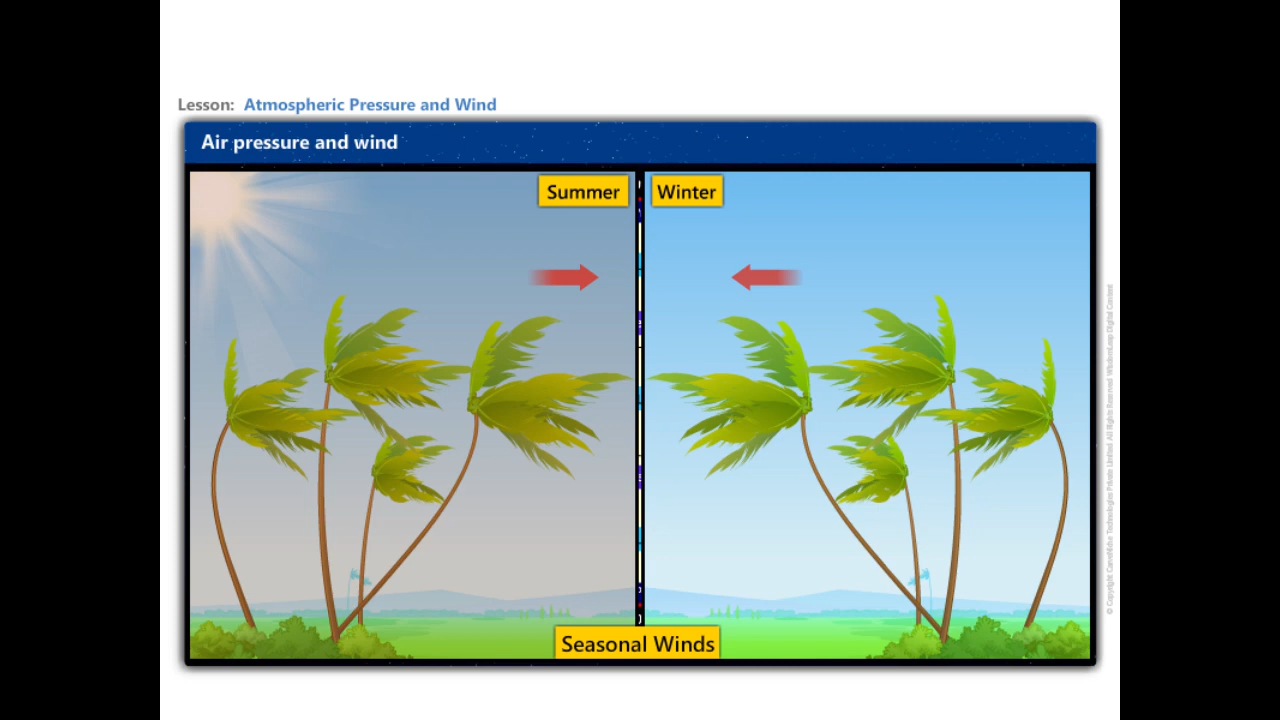 Lesson: Atmospheric Pressure and Wind
Air pressure and wind
Summer
Winter
Seasonal Winds